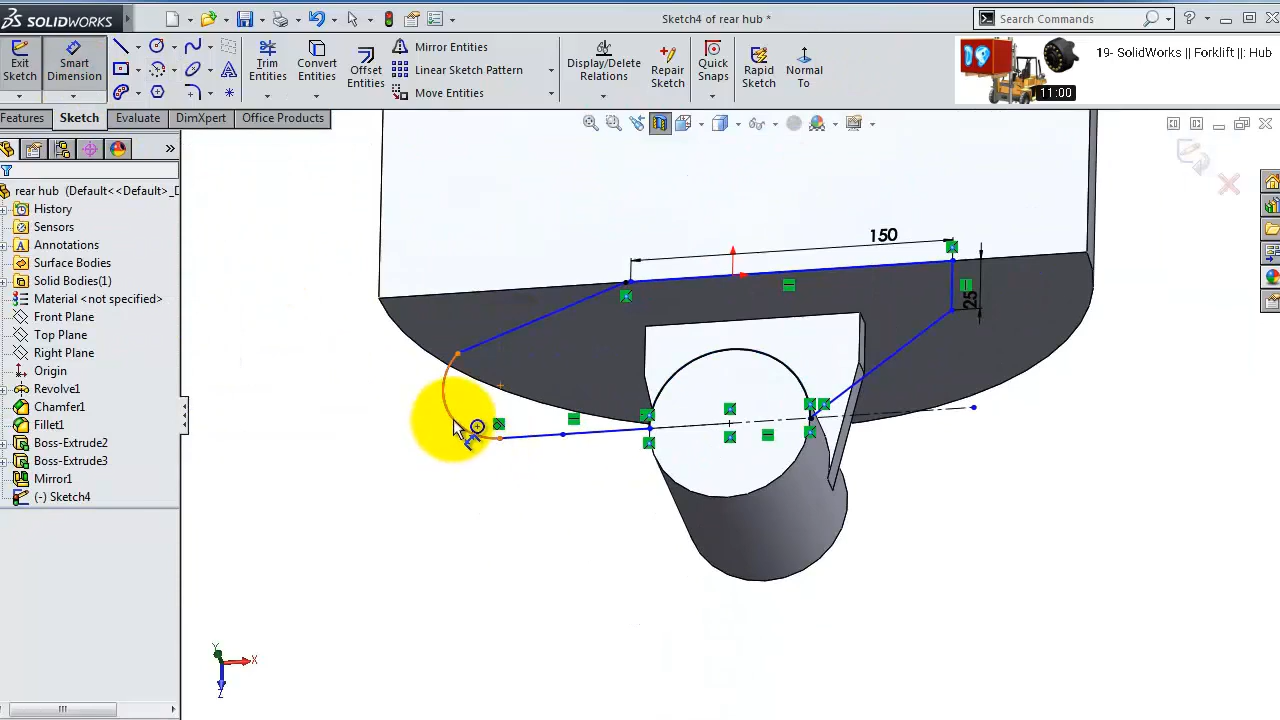 SOLIDWORKS
Sketch4 of rear hub *
Search Commands
Exit
Sketch
Smart
Dimension
Trim
Entities
Convert
Entities
Offset
Entities
Mirror Entities
Linear Sketch Pattern
Move Entities
Display/Delete
Relations
Repair
Sketch
Quick
Snaps
Rapid
Sketch
Normal
To
19- SolidWorks || Forklift ||: Hub
19
11:00
Features
Sketch
Evaluate
DimXpert
Office Products
rear hub (Default<<Default>_D
History
Sensors
Annotations
Surface Bodies
Solid Bodies(1)
Material <not specified>
Front Plane
Top Plane
Right Plane
Origin
Revolve1
Chamfer1
Fillet1
Boss-Extrude2
Boss-Extrude3
Mirror1
(-) Sketch4
150
25
Y
X
Z